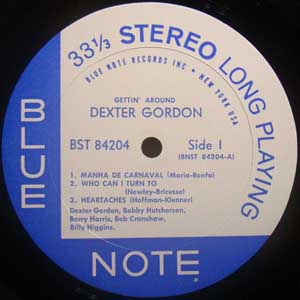 33⅓ STEREO LONG PLAYING
BLUE NOTE RECORDS INC • NEW YORK USA
GETTIN' AROUND
DEXTER GORDON
BST 84204 Side 1
(BNST 84204-A)
1. MANHA DE CARNAVAL (Maria-Bonfa)
2. WHO CAN I TURN TO
(Newley-Bricusse)
3. HEARTACHES (Hoffman-Klenner)
Dexter Gordon, Bobby Hutcherson,
Barry Harris, Bob Cranshaw,
Billy Higgins.
BLUE
NOTE